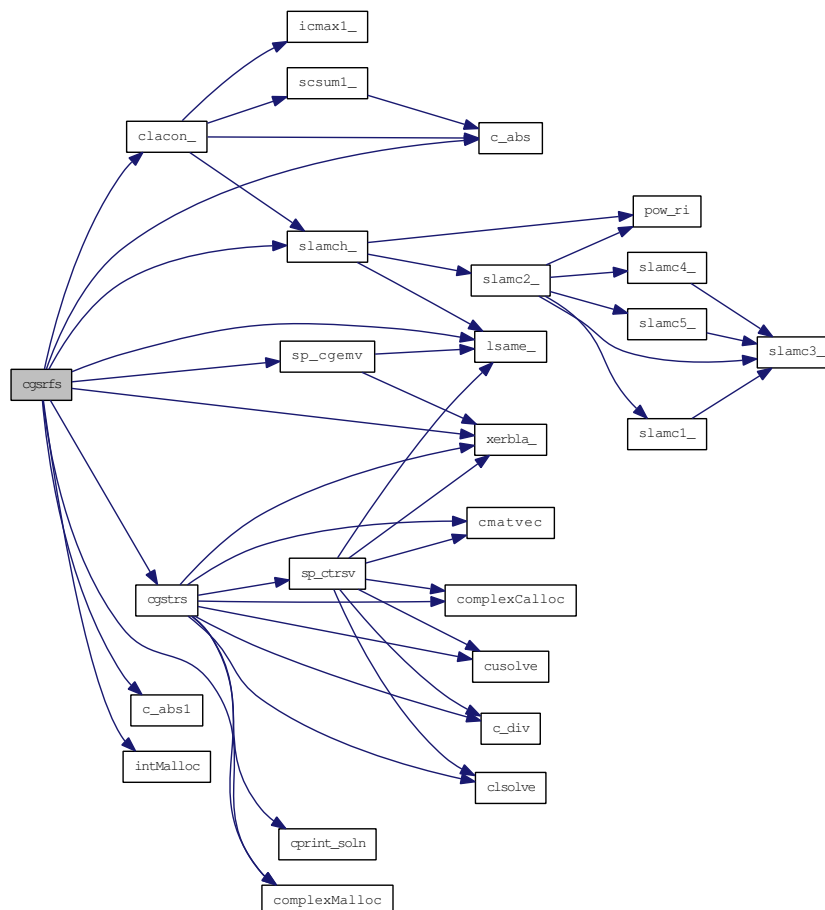 icmax1_
scsum1_
clacon_
c_abs
pow_ri
slamch_
slamc4_
slamc2_
slamc5_
lsame_
slamc3_
sp_cgemv
cgsrfs
slamc1_
xerbla_
cmatvec
sp_ctrsv
cgstrs
complexCalloc
cusolve
c_abs1
c_div
intMalloc
clsolve
cprint_soln
complexMalloc